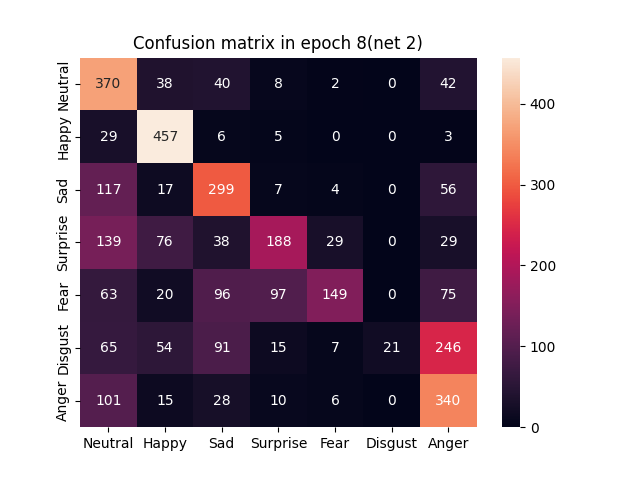 Confusion matrix in epoch 8(net 2)
Neutral 370 38 40 8 2 0 42
Happy 29 457 6 5 0 0 3
Sad 117 17 299 7 4 0 56
Surprise 139 76 38 188 29 0 29
Fear 63 20 96 97 149 0 75
Disgust 65 54 91 15 7 21 246
Anger 101 15 28 10 6 0 340
Neutral Happy Sad Surprise Fear Disgust Anger
400
300
200
100
0